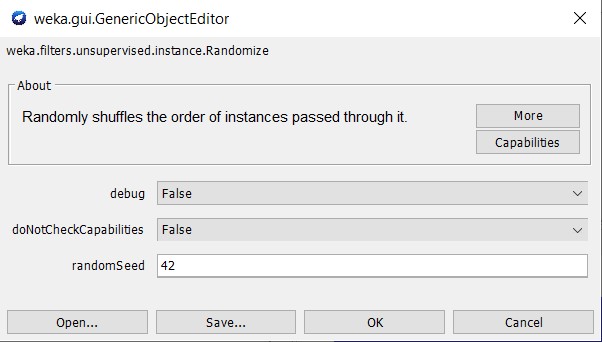 weka.gui.GenericObjectEditor
weka.filters.unsupervised.instance.Randomize
About
Randomly shuffles the order of instances passed through it.
More
Capabilities
debug False
doNotCheckCapabilities False
randomSeed 42
Open... Save... OK Cancel